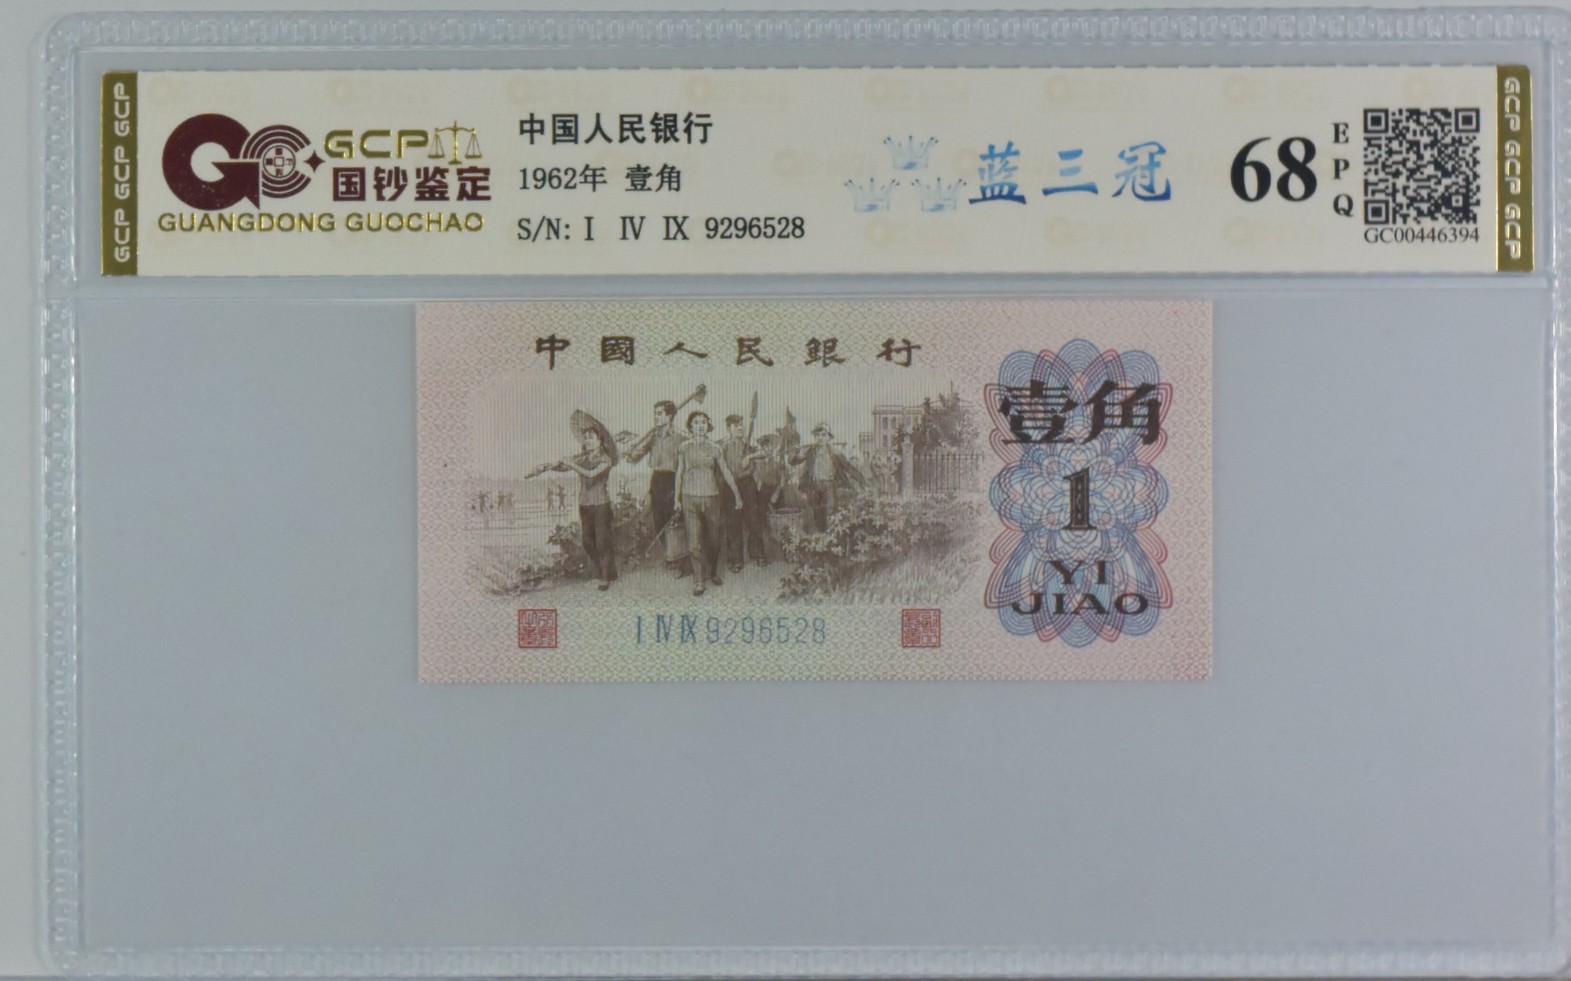 GCP GCP GCP
GCP
国钞鉴定
GUANGDONG GUOCHAO
中国人民银行
1962年 壹角
S/N: I IV IX 9296528
蓝三冠
68
EPQ
GC00446394
GCP GCP GCP
中國人民銀行
壹角
1
YI
JIAO
I IV IX 9296528